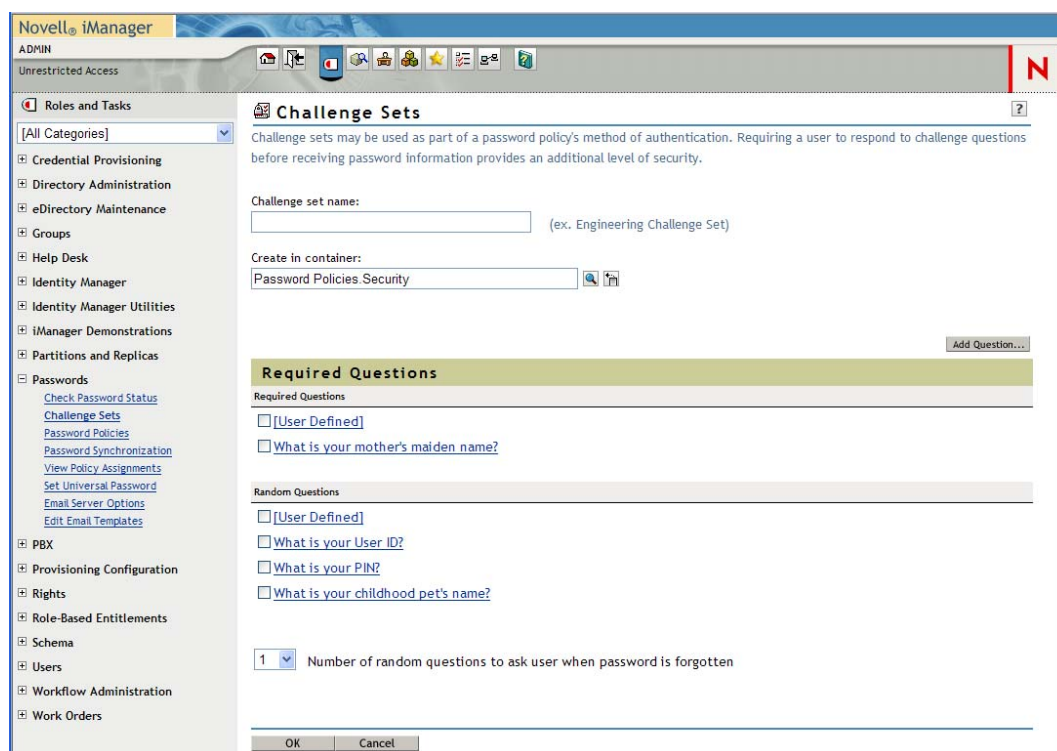 Novell® iManager
ADMIN
Unrestricted Access
N
Roles and Tasks
[All Categories]
Credential Provisioning
Directory Administration
eDirectory Maintenance
Groups
Help Desk
Identity Manager
Identity Manager Utilities
iManager Demonstrations
Partitions and Replicas
Passwords
Check Password Status
Challenge Sets
Password Policies
Password Synchronization
View Policy Assignments
Set Universal Password
Email Server Options
Edit Email Templates
PBX
Provisioning Configuration
Rights
Role-Based Entitlements
Schema
Users
Workflow Administration
Work Orders
Challenge Sets
?
Challenge sets may be used as part of a password policy's method of authentication. Requiring a user to respond to challenge questions
before receiving password information provides an additional level of security.
Challenge set name:
(ex. Engineering Challenge Set)
Create in container:
Password Policies.Security
Add Question...
Required Questions
Required Questions
[User Defined]
What is your mother's maiden name?
Random Questions
[User Defined]
What is your User ID?
What is your PIN?
What is your childhood pet's name?
1 Number of random questions to ask user when password is forgotten
OK Cancel